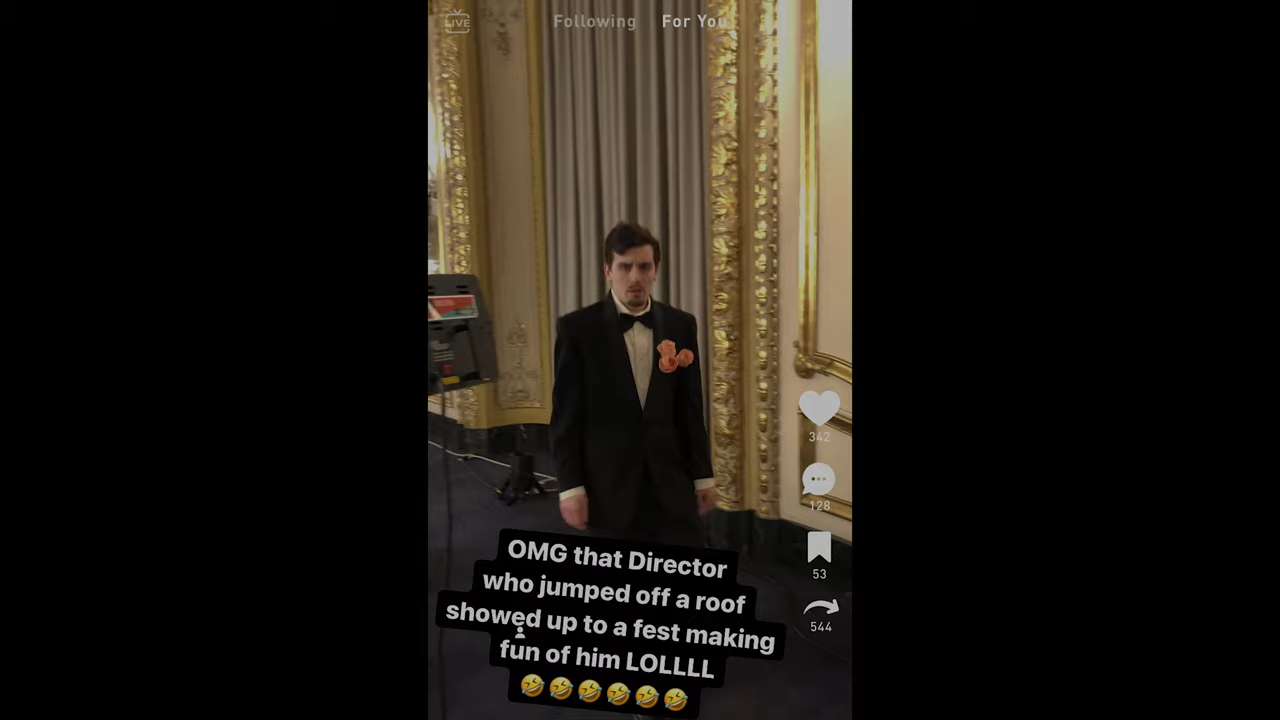 LIVE
Following For You
342
128
53
544
OMG that Director
who jumped off a roof
showed up to a fest making
fun of him LOLLLL
🤣🤣🤣🤣🤣🤣